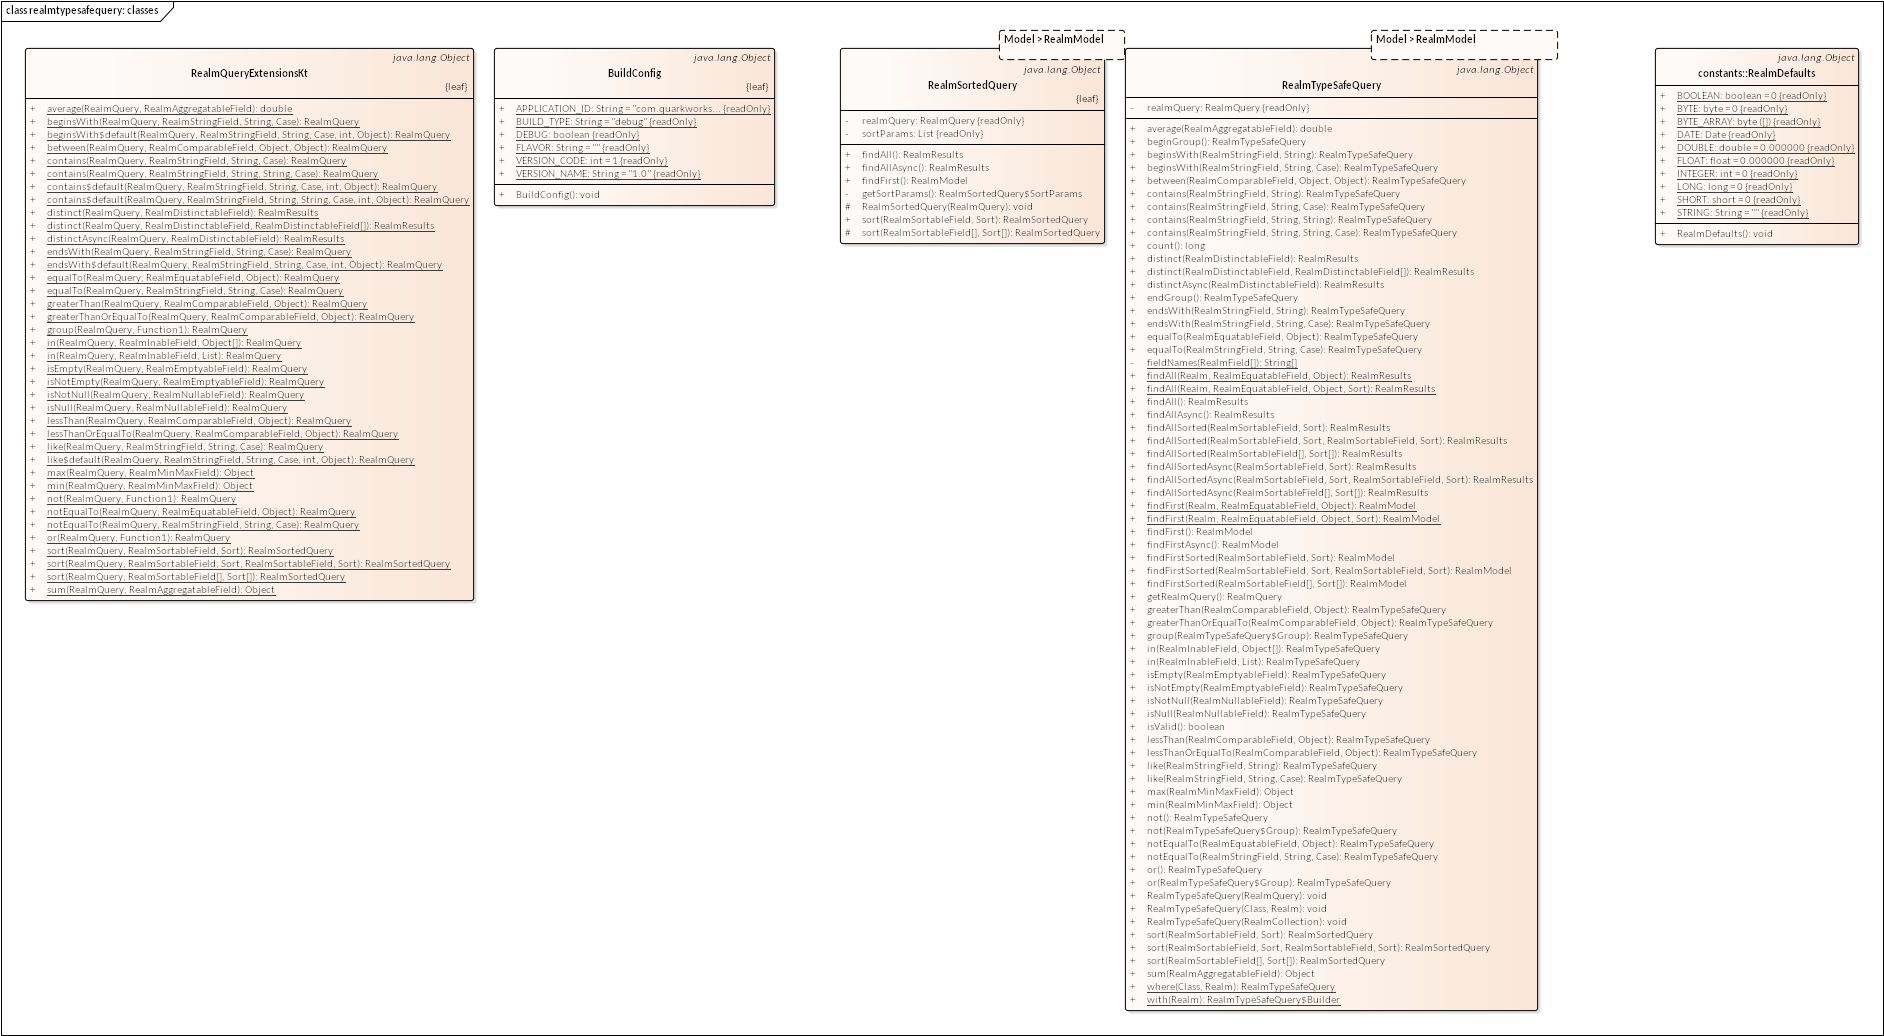 class realmtypesafequery: classes
java.lang.Object
RealmQueryExtensionsKt
{leaf}
+ average(RealmQuery, RealmAggregatableField): double
+ beginsWith(RealmQuery, RealmStringField, String, Case): RealmQuery
+ beginsWith$default(RealmQuery, RealmStringField, String, Case, int, Object): RealmQuery
+ between(RealmQuery, RealmComparableField, Object, Object): RealmQuery
+ contains(RealmQuery, RealmStringField, String, Case): RealmQuery
+ contains(RealmQuery, RealmStringField, String, String, Case): RealmQuery
+ contains$default(RealmQuery, RealmStringField, String, Case, int, Object): RealmQuery
+ contains$default(RealmQuery, RealmStringField, String, String, Case, int, Object): RealmQuery
+ distinct(RealmQuery, RealmDistinctableField): RealmResults
+ distinct(RealmQuery, RealmDistinctableField, RealmDistinctableField[]): RealmResults
+ distinctAsync(RealmQuery, RealmDistinctableField): RealmResults
+ endsWith(RealmQuery, RealmStringField, String, Case): RealmQuery
+ endsWith$default(RealmQuery, RealmStringField, String, Case, int, Object): RealmQuery
+ equalTo(RealmQuery, RealmEquatableField, Object): RealmQuery
+ equalTo(RealmQuery, RealmStringField, String, Case): RealmQuery
+ greaterThan(RealmQuery, RealmComparableField, Object): RealmQuery
+ greaterThanOrEqualTo(RealmQuery, RealmComparableField, Object): RealmQuery
+ group(RealmQuery, Function1): RealmQuery
+ in(RealmQuery, RealmInableField, Object[]): RealmQuery
+ in(RealmQuery, RealmInableField, List): RealmQuery
+ isEmpty(RealmQuery, RealmEmptyableField): RealmQuery
+ isNotEmpty(RealmQuery, RealmEmptyableField): RealmQuery
+ isNotNull(RealmQuery, RealmNullableField): RealmQuery
+ isNull(RealmQuery, RealmNullableField): RealmQuery
+ lessThan(RealmQuery, RealmComparableField, Object): RealmQuery
+ lessThanOrEqualTo(RealmQuery, RealmComparableField, Object): RealmQuery
+ like(RealmQuery, RealmStringField, String, Case): RealmQuery
+ like$default(RealmQuery, RealmStringField, String, Case, int, Object): RealmQuery
+ max(RealmQuery, RealmMinMaxField): Object
+ min(RealmQuery, RealmMinMaxField): Object
+ not(RealmQuery, Function1): RealmQuery
+ notEqualTo(RealmQuery, RealmEquatableField, Object): RealmQuery
+ notEqualTo(RealmQuery, RealmStringField, String, Case): RealmQuery
+ or(RealmQuery, Function1): RealmQuery
+ sort(RealmQuery, RealmSortableField, Sort): RealmSortedQuery
+ sort(RealmQuery, RealmSortableField, Sort, RealmSortableField, Sort): RealmSortedQuery
+ sort(RealmQuery, RealmSortableField[], Sort[]): RealmSortedQuery
+ sum(RealmQuery, RealmAggregatableField): Object
java.lang.Object
BuildConfig
{leaf}
+ APPLICATION_ID: String = "com.quarkworks... {readOnly}
+ BUILD_TYPE: String = "debug" {readOnly}
+ DEBUG: boolean {readOnly}
+ FLAVOR: String = "" {readOnly}
+ VERSION_CODE: int = 1 {readOnly}
+ VERSION_NAME: String = "1.0" {readOnly}
+ BuildConfig(): void
Model > RealmModel
java.lang.Object
RealmSortedQuery
{leaf}
- realmQuery: RealmQuery {readOnly}
- sortParams: List {readOnly}
+ findAll(): RealmResults
+ findAllAsync(): RealmResults
+ findFirst(): RealmModel
- getSortParams(): RealmSortedQuery$SortParams
# RealmSortedQuery(RealmQuery): void
+ sort(RealmSortableField, Sort): RealmSortedQuery
# sort(RealmSortableField[], Sort[]): RealmSortedQuery
Model > RealmModel
java.lang.Object
RealmTypeSafeQuery
- realmQuery: RealmQuery {readOnly}
+ average(RealmAggregatableField): double
+ beginGroup(): RealmTypeSafeQuery
+ beginsWith(RealmStringField, String): RealmTypeSafeQuery
+ beginsWith(RealmStringField, String, Case): RealmTypeSafeQuery
+ between(RealmComparableField, Object, Object): RealmTypeSafeQuery
+ contains(RealmStringField, String): RealmTypeSafeQuery
+ contains(RealmStringField, String, Case): RealmTypeSafeQuery
+ contains(RealmStringField, String, String): RealmTypeSafeQuery
+ contains(RealmStringField, String, String, Case): RealmTypeSafeQuery
+ count(): long
+ distinct(RealmDistinctableField): RealmResults
+ distinct(RealmDistinctableField, RealmDistinctableField[]): RealmResults
+ distinctAsync(RealmDistinctableField): RealmResults
+ endGroup(): RealmTypeSafeQuery
+ endsWith(RealmStringField, String): RealmTypeSafeQuery
+ endsWith(RealmStringField, String, Case): RealmTypeSafeQuery
+ equalTo(RealmEquatableField, Object): RealmTypeSafeQuery
+ equalTo(RealmStringField, String, Case): RealmTypeSafeQuery
- fieldNames(RealmField[]): String[]
+ findAll(Realm, RealmEquatableField, Object): RealmResults
+ findAll(Realm, RealmEquatableField, Object, Sort): RealmResults
+ findAll(): RealmResults
+ findAllAsync(): RealmResults
+ findAllSorted(RealmSortableField, Sort): RealmResults
+ findAllSorted(RealmSortableField, Sort, RealmSortableField, Sort): RealmResults
+ findAllSorted(RealmSortableField[], Sort[]): RealmResults
+ findAllSortedAsync(RealmSortableField, Sort): RealmResults
+ findAllSortedAsync(RealmSortableField, Sort, RealmSortableField, Sort): RealmResults
+ findAllSortedAsync(RealmSortableField[], Sort[]): RealmResults
+ findFirst(Realm, RealmEquatableField, Object): RealmModel
+ findFirst(Realm, RealmEquatableField, Object, Sort): RealmModel
+ findFirst(): RealmModel
+ findFirstAsync(): RealmModel
+ findFirstSorted(RealmSortableField, Sort): RealmModel
+ findFirstSorted(RealmSortableField, Sort, RealmSortableField, Sort): RealmModel
+ findFirstSorted(RealmSortableField[], Sort[]): RealmModel
+ getRealmQuery(): RealmQuery
+ greaterThan(RealmComparableField, Object): RealmTypeSafeQuery
+ greaterThanOrEqualTo(RealmComparableField, Object): RealmTypeSafeQuery
+ group(RealmTypeSafeQuery$Group): RealmTypeSafeQuery
+ in(RealmInableField, Object[]): RealmTypeSafeQuery
+ in(RealmInableField, List): RealmTypeSafeQuery
+ isEmpty(RealmEmptyableField): RealmTypeSafeQuery
+ isNotEmpty(RealmEmptyableField): RealmTypeSafeQuery
+ isNotNull(RealmNullableField): RealmTypeSafeQuery
+ isNull(RealmNullableField): RealmTypeSafeQuery
+ isValid(): boolean
+ lessThan(RealmComparableField, Object): RealmTypeSafeQuery
+ lessThanOrEqualTo(RealmComparableField, Object): RealmTypeSafeQuery
+ like(RealmStringField, String): RealmTypeSafeQuery
+ like(RealmStringField, String, Case): RealmTypeSafeQuery
+ max(RealmMinMaxField): Object
+ min(RealmMinMaxField): Object
+ not(): RealmTypeSafeQuery
+ not(RealmTypeSafeQuery$Group): RealmTypeSafeQuery
+ notEqualTo(RealmEquatableField, Object): RealmTypeSafeQuery
+ notEqualTo(RealmStringField, String, Case): RealmTypeSafeQuery
+ or(): RealmTypeSafeQuery
+ or(RealmTypeSafeQuery$Group): RealmTypeSafeQuery
+ RealmTypeSafeQuery(RealmQuery): void
+ RealmTypeSafeQuery(Class, Realm): void
+ RealmTypeSafeQuery(RealmCollection): void
+ sort(RealmSortableField, Sort): RealmSortedQuery
+ sort(RealmSortableField, Sort, RealmSortableField, Sort): RealmSortedQuery
+ sort(RealmSortableField[], Sort[]): RealmSortedQuery
+ sum(RealmAggregatableField): Object
+ where(Class, Realm): RealmTypeSafeQuery
+ with(Realm): RealmTypeSafeQuery$Builder
java.lang.Object
constants::RealmDefaults
+ BOOLEAN: boolean = 0 {readOnly}
+ BYTE: byte = 0 {readOnly}
+ BYTE_ARRAY: byte ([]) {readOnly}
+ DATE: Date {readOnly}
+ DOUBLE: double = 0.000000 {readOnly}
+ FLOAT: float = 0.000000 {readOnly}
+ INTEGER: int = 0 {readOnly}
+ LONG: long = 0 {readOnly}
+ SHORT: short = 0 {readOnly}
+ STRING: String = "" {readOnly}
+ RealmDefaults(): void